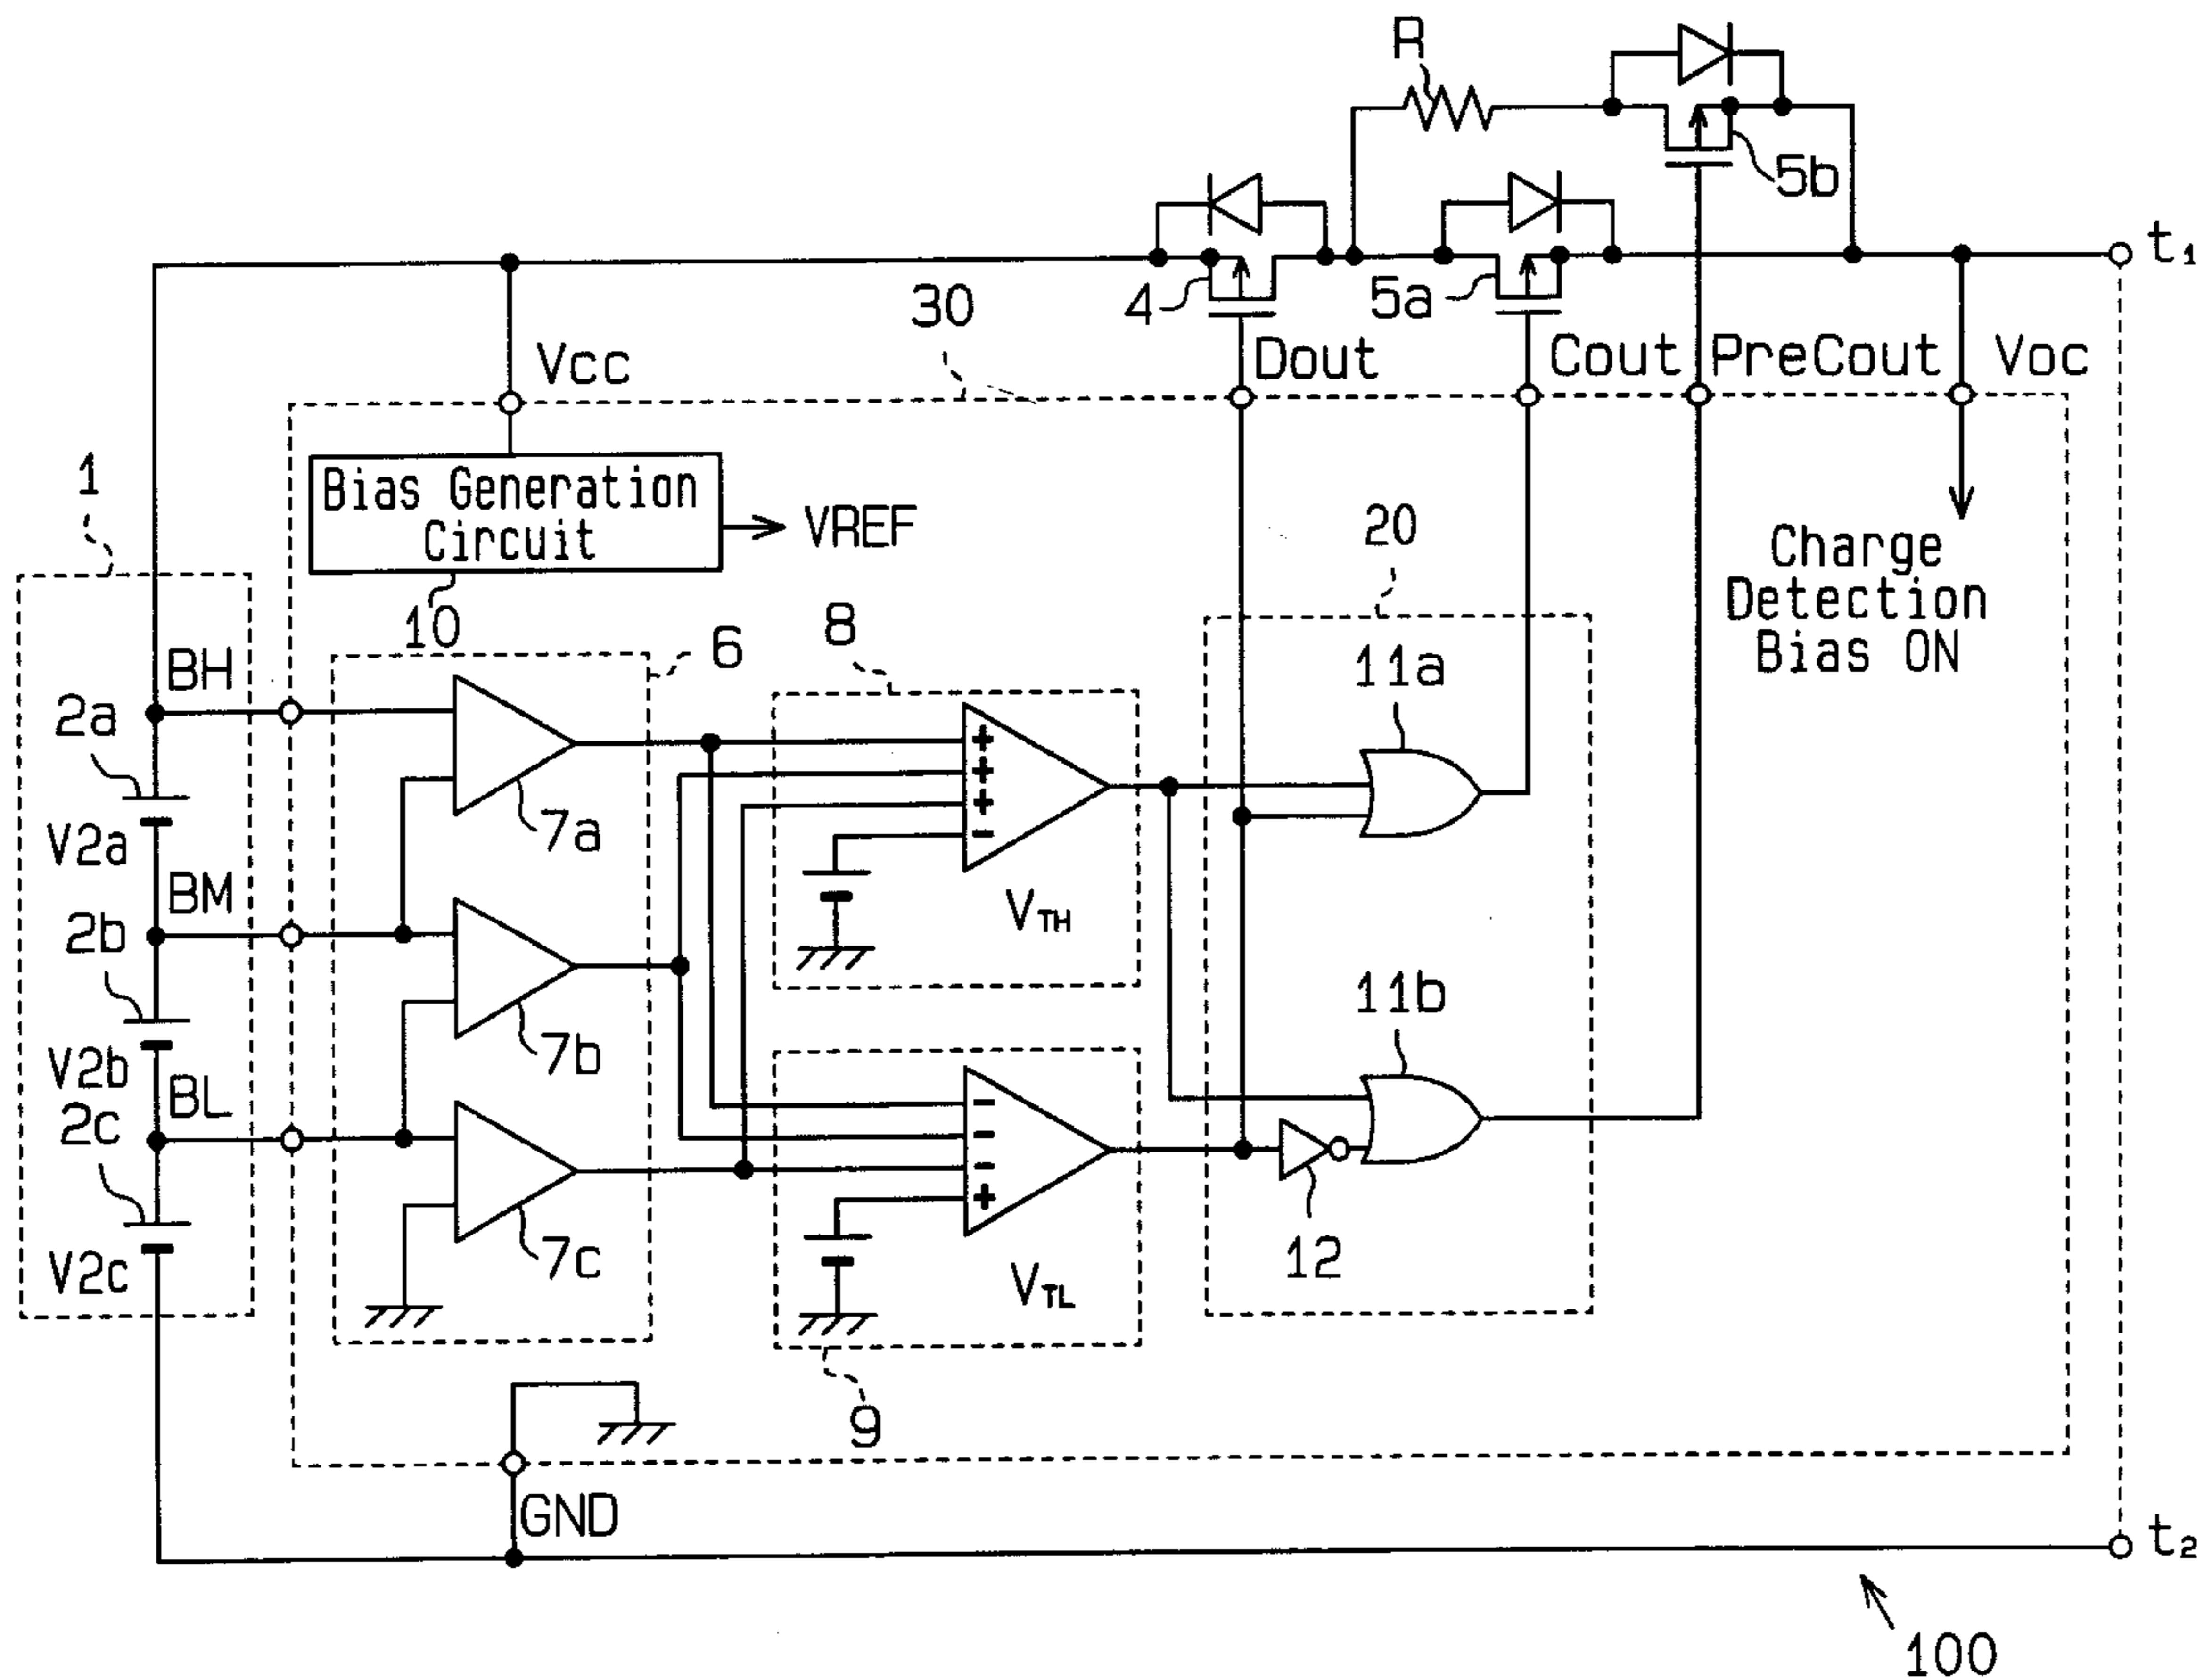 R
5b
t1
4
5a
30
Dout
Cout
PreCout
Voc
Vcc
1
Bias Generation
Circuit
VREF
20
Charge
Detection
Bias ON
10
6
8
BH
2a
11a
+
+
+
-
7a
V2a
BM
VTH
2b
11b
7b
V2b
BL
-
-
-
+
2c
12
7c
V2c
VTL
9
GND
t2
100